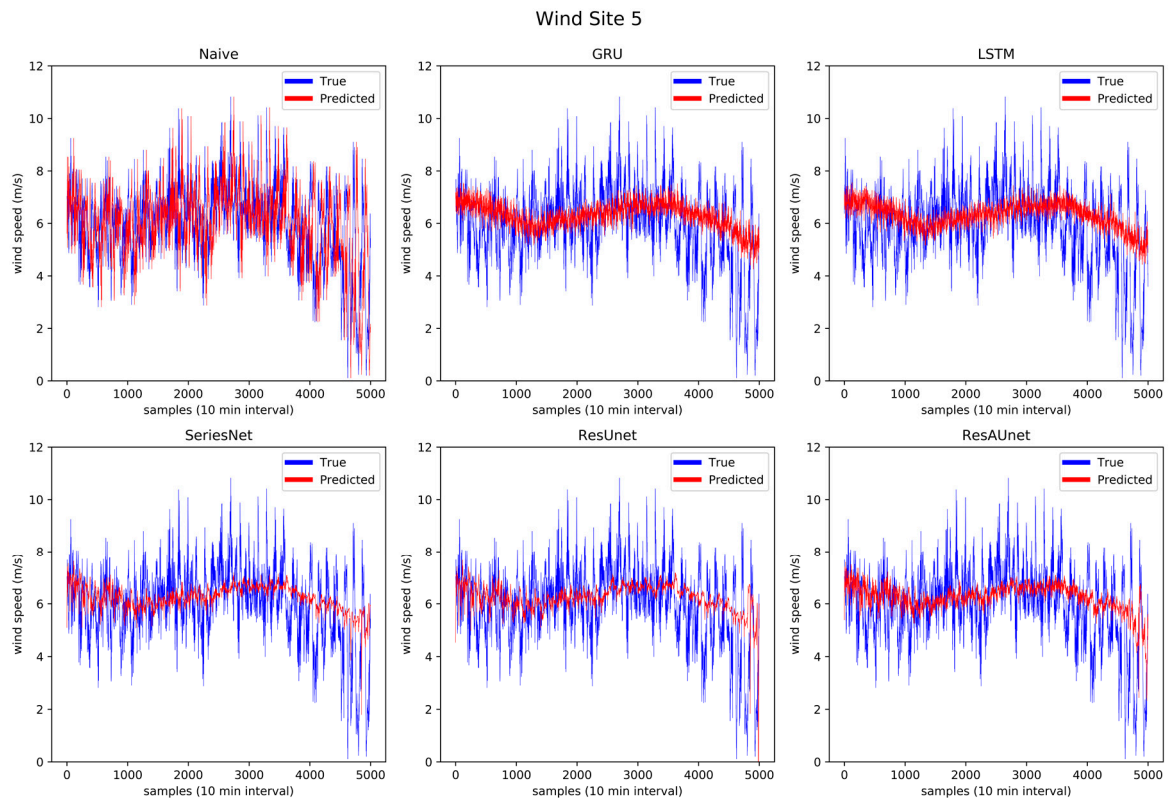 Wind Site 5
Naive
12
10
8
6
4
2
0
wind speed (m/s)
True
Predicted
0 1000 2000 3000 4000 5000
samples (10 min interval)
GRU
12
10
8
6
4
2
0
wind speed (m/s)
True
Predicted
0 1000 2000 3000 4000 5000
samples (10 min interval)
LSTM
12
10
8
6
4
2
0
wind speed (m/s)
True
Predicted
0 1000 2000 3000 4000 5000
samples (10 min interval)
SeriesNet
12
10
8
6
4
2
0
wind speed (m/s)
True
Predicted
0 1000 2000 3000 4000 5000
samples (10 min interval)
ResUnet
12
10
8
6
4
2
0
wind speed (m/s)
True
Predicted
0 1000 2000 3000 4000 5000
samples (10 min interval)
ResAUnet
12
10
8
6
4
2
0
wind speed (m/s)
True
Predicted
0 1000 2000 3000 4000 5000
samples (10 min interval)